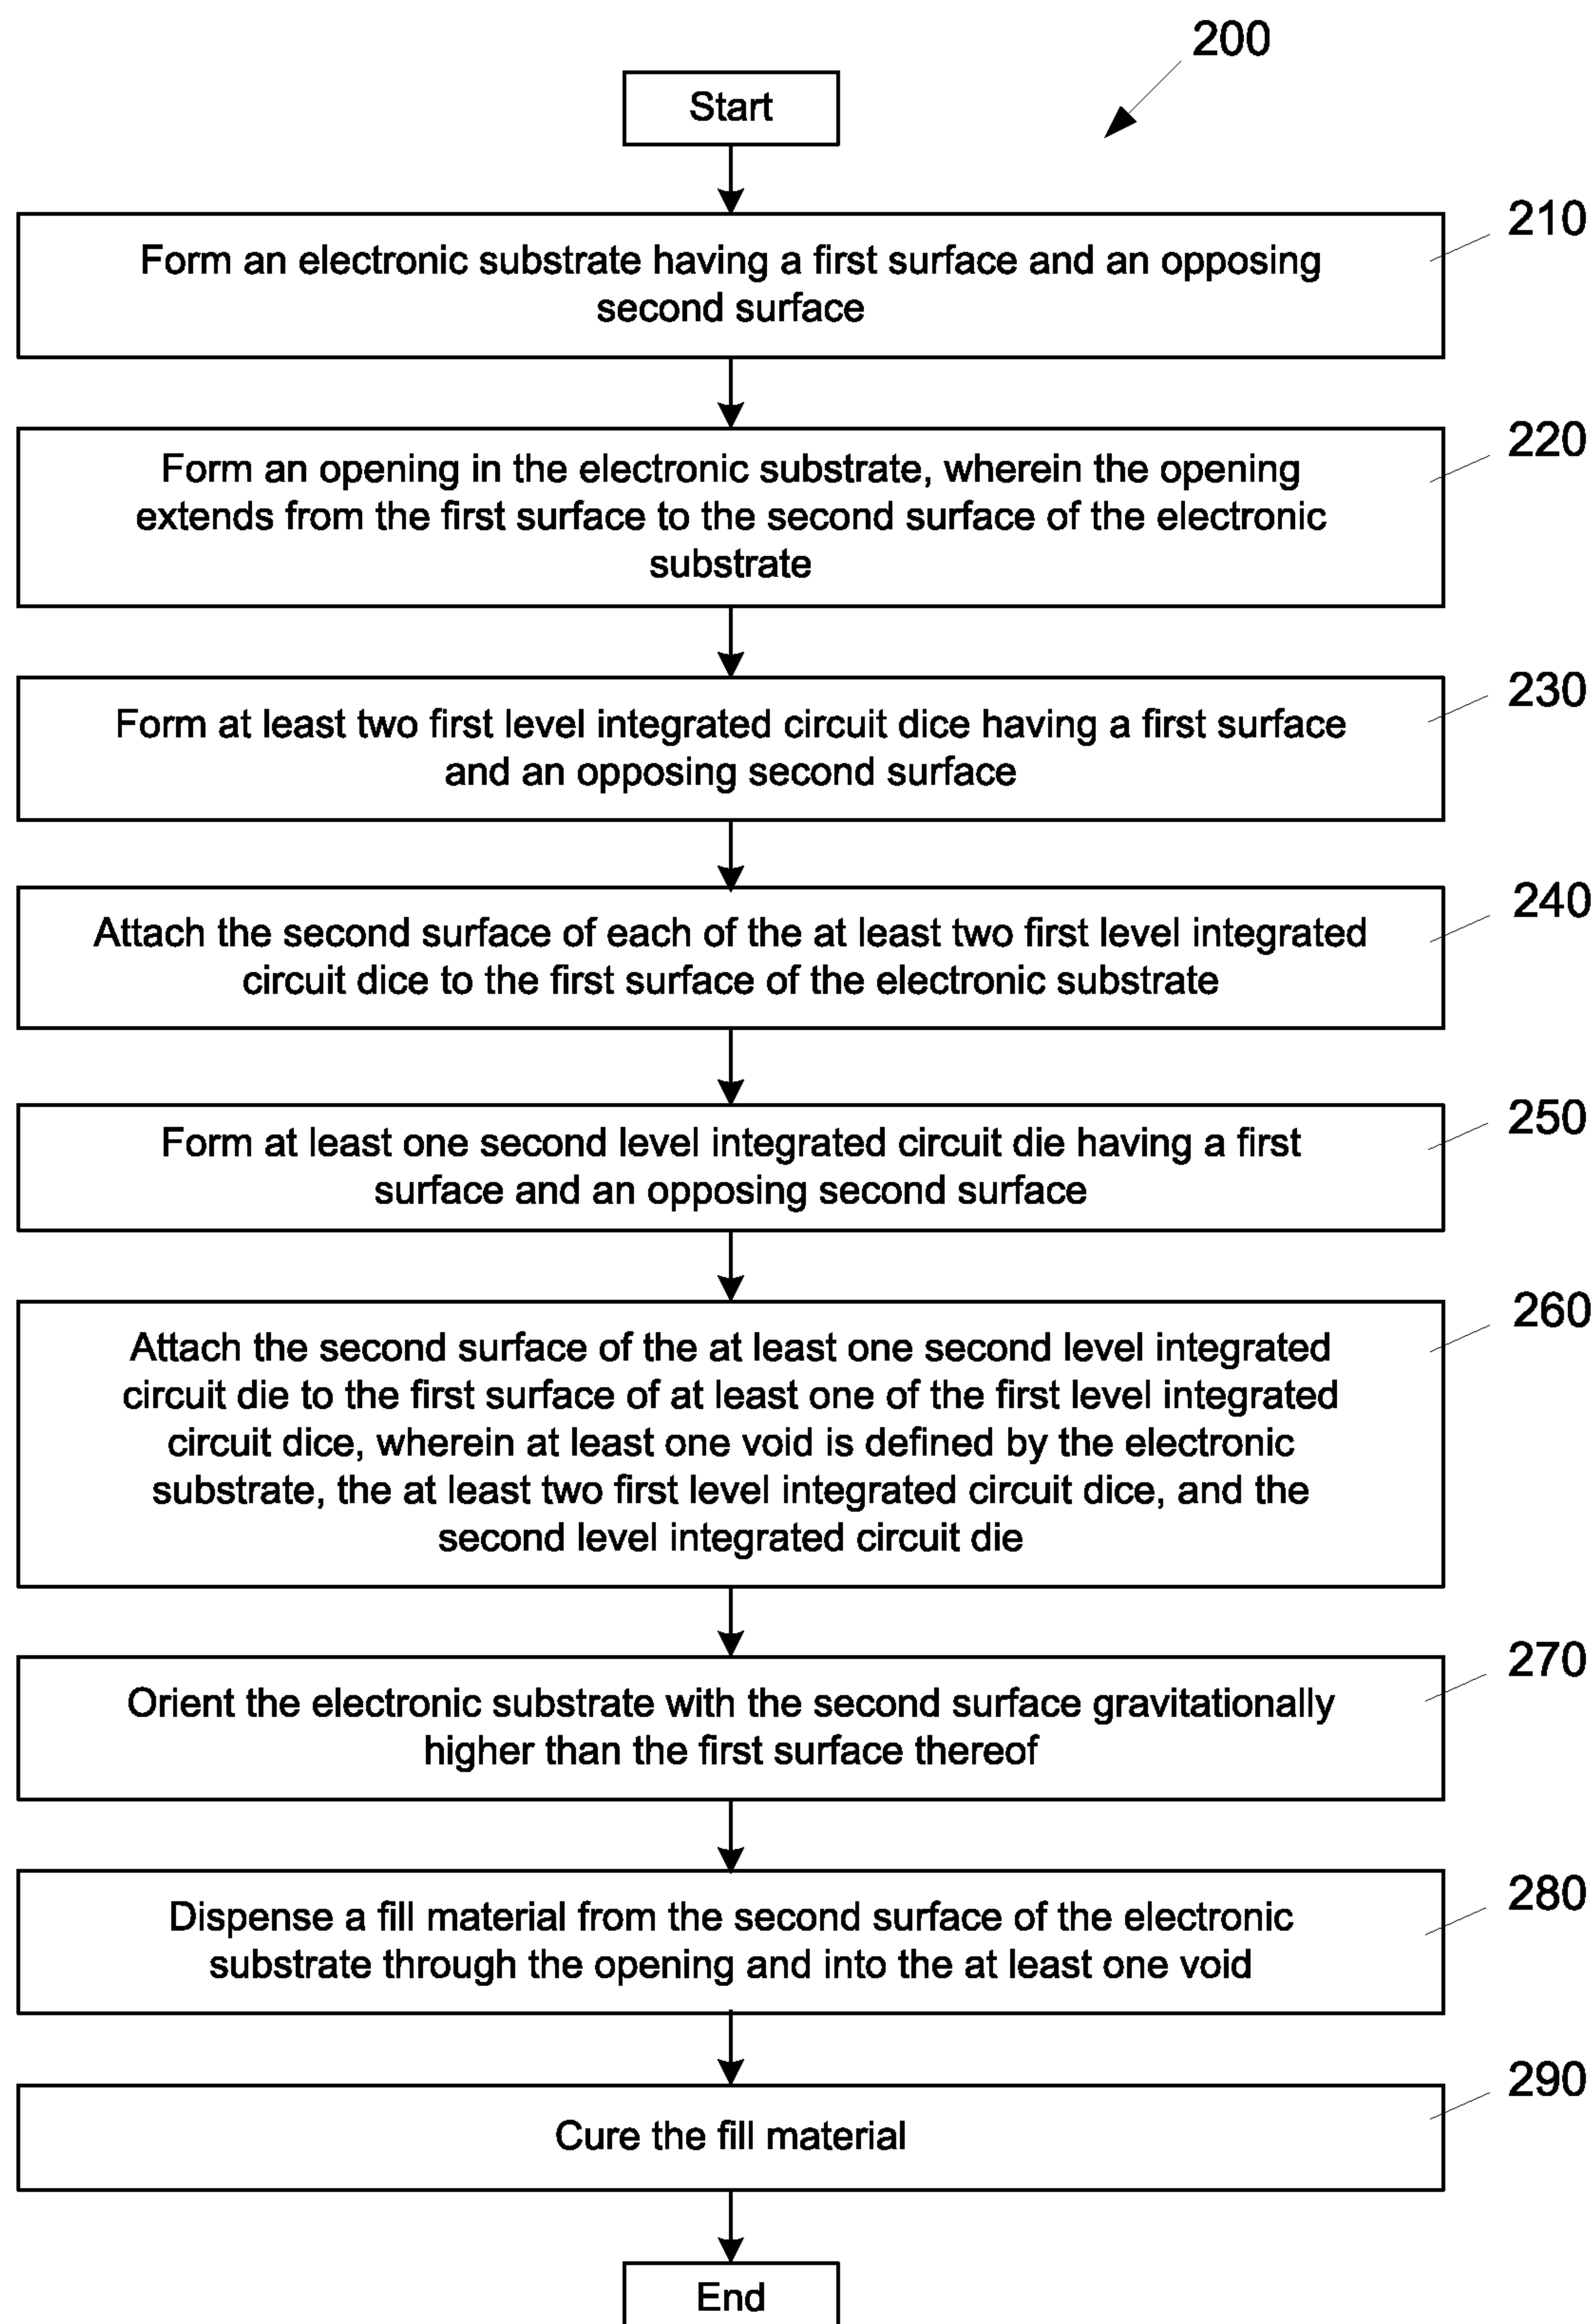 200
Start
210
Form an electronic substrate having a first surface and an opposing
second surface
220
Form an opening in the electronic substrate, wherein the opening
extends from the first surface to the second surface of the electronic
substrate
230
Form at least two first level integrated circuit dice having a first surface
and an opposing second surface
240
Attach the second surface of each of the at least two first level integrated
circuit dice to the first surface of the electronic substrate
250
Form at least one second level integrated circuit die having a first
surface and an opposing second surface
260
Attach the second surface of the at least one second level integrated
circuit die to the first surface of at least one of the first level integrated
circuit dice, wherein at least one void is defined by the electronic
substrate, the at least two first level integrated circuit dice, and the
second level integrated circuit die
270
Orient the electronic substrate with the second surface gravitationally
higher than the first surface thereof
280
Dispense a fill material from the second surface of the electronic
substrate through the opening and into the at least one void
290
Cure the fill material
End